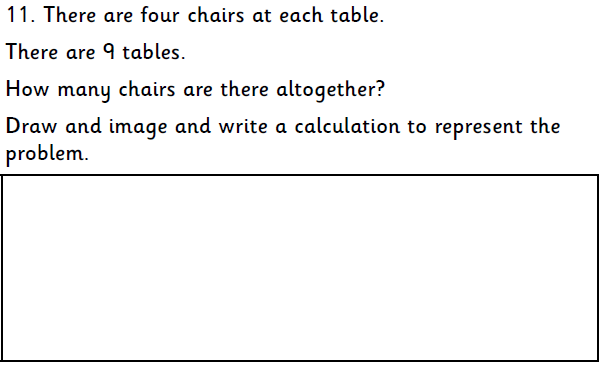 11. There are four chairs at each table.
There are 9 tables.
How many chairs are there altogether?
Draw and image and write a calculation to represent the
problem.